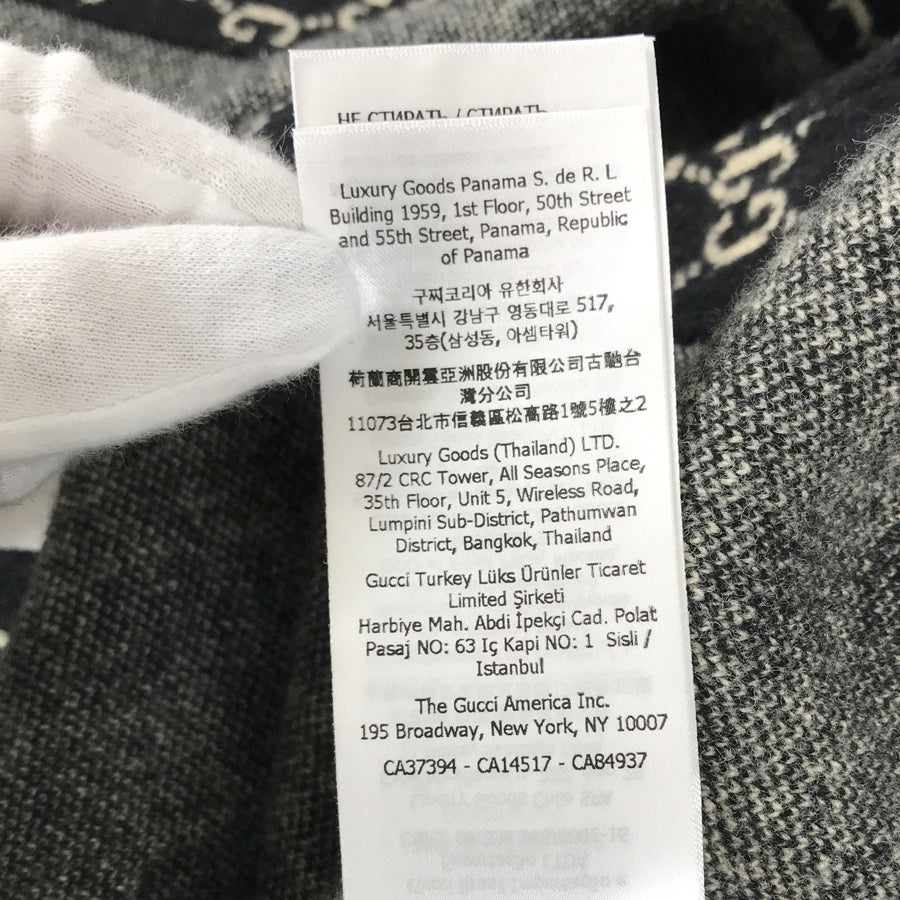 НЕ СТИРАТЬ / СТИРАТЬ
Luxury Goods Panama S. de R. L
Building 1959, 1st Floor, 50th Street
and 55th Street, Panama, Republic
of Panama
구찌코리아 유한회사
서울특별시 강남구 영동대로 517,
35층(삼성동, 아셈타워)
荷蘭商開雲亞洲股份有限公司古馳台
灣分公司
11073台北市信義區松高路1號5樓之2
Luxury Goods (Thailand) LTD.
87/2 CRC Tower, All Seasons Place,
35th Floor, Unit 5, Wireless Road,
Lumpini Sub-District, Pathumwan
District, Bangkok, Thailand
Gucci Turkey Lüks Ürünler Ticaret
Limited Şirketi
Harbiye Mah. Abdi İpekçi Cad. Polat
Pasaj NO: 63 Iç Kapi NO: 1 Sisli /
Istanbul
The Gucci America Inc.
195 Broadway, New York, NY 10007
CA37394 - CA14517 - CA84937